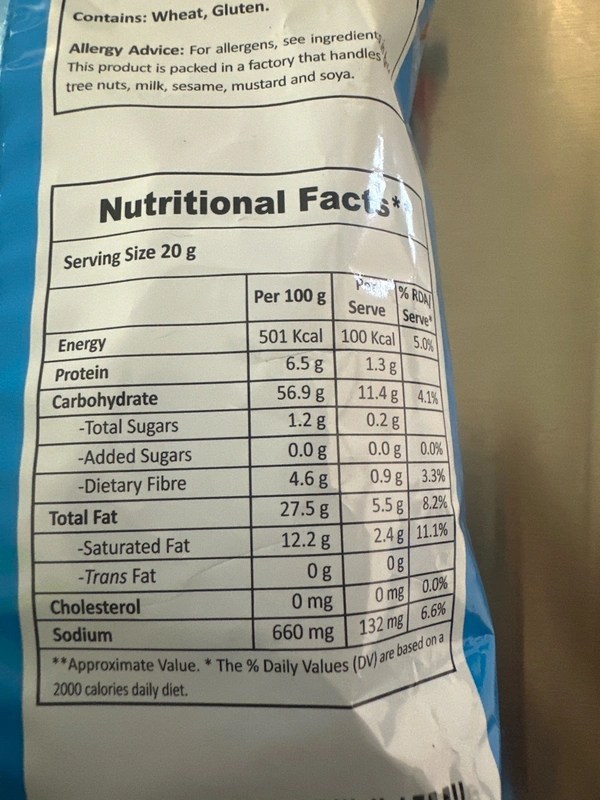 Contains: Wheat, Gluten.
Allergy Advice: For allergens, see ingredient
This product is packed in a factory that handles
tree nuts, milk, sesame, mustard and soya.
Nutritional Facts**
Serving Size 20 g
Per 100 g Per Serve % RDA/ Serve*
Energy 501 Kcal 100 Kcal 5.0%
Protein 6.5 g 1.3 g
Carbohydrate 56.9 g 11.4 g 4.1%
-Total Sugars 1.2 g 0.2 g
-Added Sugars 0.0 g 0.0 g 0.0%
-Dietary Fibre 4.6 g 0.9 g 3.3%
Total Fat 27.5 g 5.5 g 8.2%
-Saturated Fat 12.2 g 2.4 g 11.1%
-Trans Fat 0 g 0 g
Cholesterol 0 mg 0 mg 0.0%
Sodium 660 mg 132 mg 6.6%
**Approximate Value. * The % Daily Values (DV) are based on a
2000 calories daily diet.